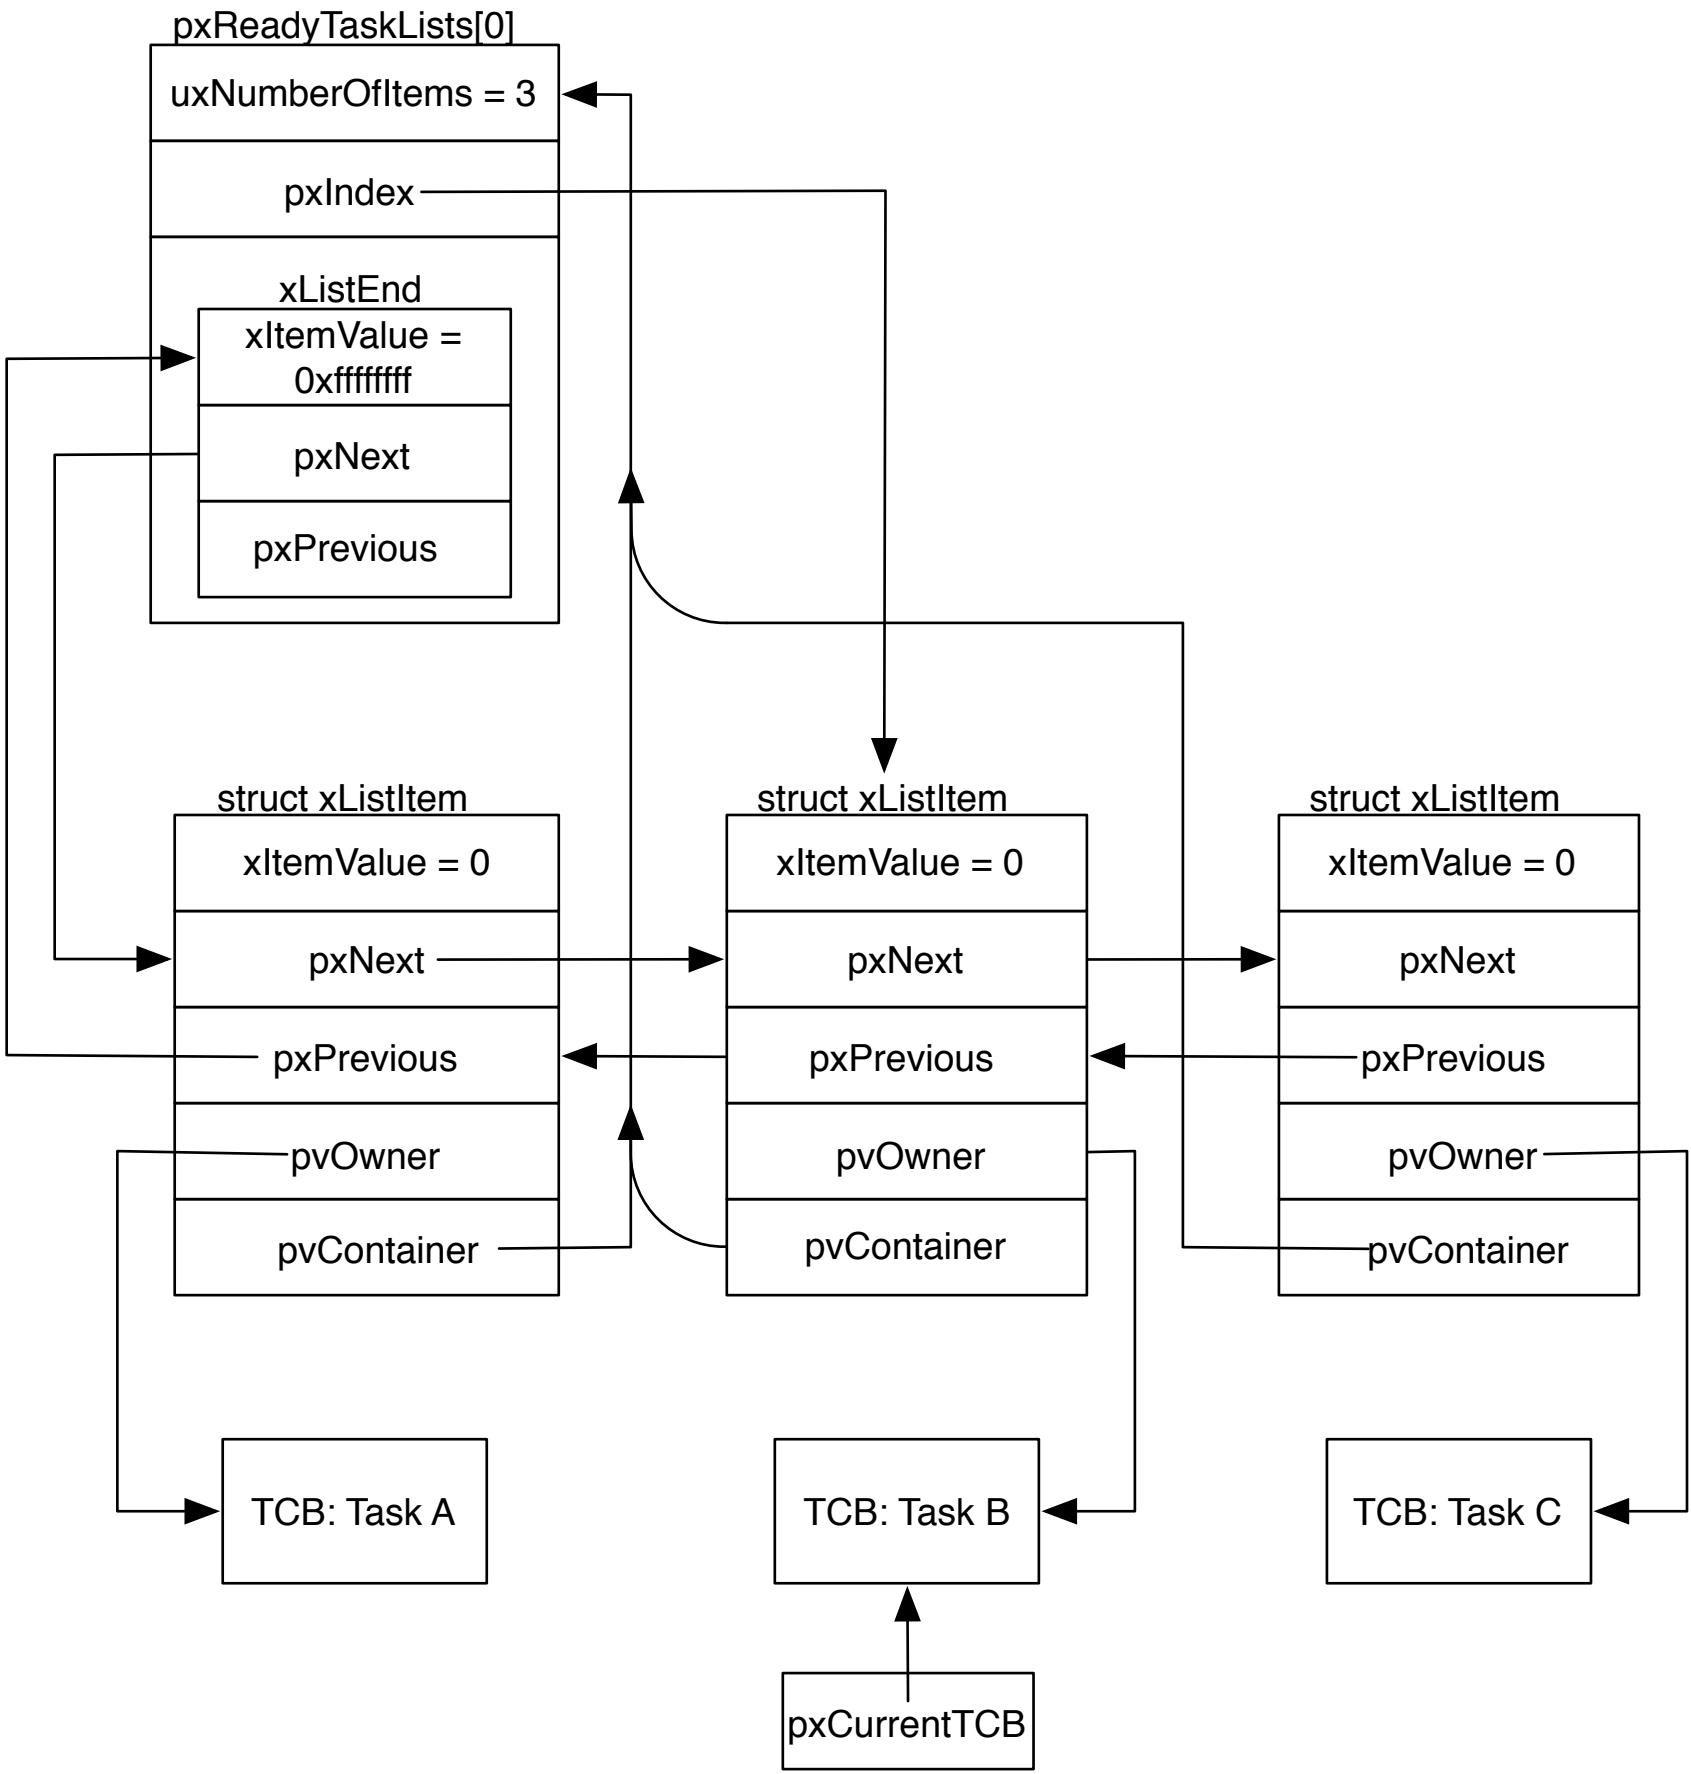 pxReadyTaskLists[0]
uxNumberOfItems = 3
pxIndex
xListEnd
xItemValue =
0xffffffff
pxNext
pxPrevious
struct xListItem
xItemValue = 0
pxNext
pxPrevious
pvOwner
pvContainer
struct xListItem
xItemValue = 0
pxNext
pxPrevious
pvOwner
pvContainer
struct xListItem
xItemValue = 0
pxNext
pxPrevious
pvOwner
pvContainer
TCB: Task A
TCB: Task B
TCB: Task C
pxCurrentTCB